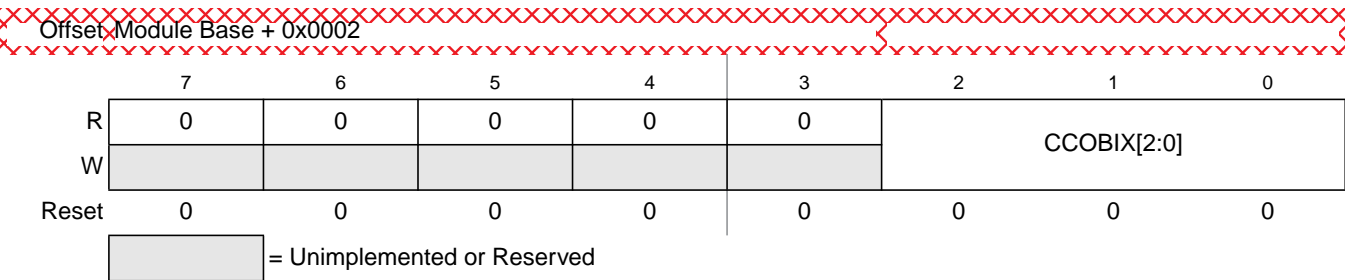 Offset Module Base + 0x0002
7 6 5 4 3 2 1 0
R 0 0 0 0 0 CCOBIX[2:0]
W
Reset 0 0 0 0 0 0 0 0
= Unimplemented or Reserved